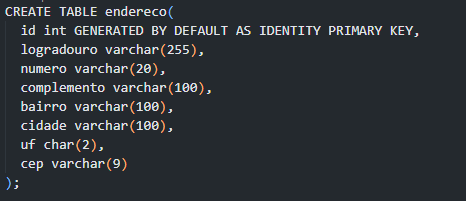 CREATE TABLE endereco(
  id int GENERATED BY DEFAULT AS IDENTITY PRIMARY KEY,
  logradouro varchar(255),
  numero varchar(20),
  complemento varchar(100),
  bairro varchar(100),
  cidade varchar(100),
  uf char(2),
  cep varchar(9)
);